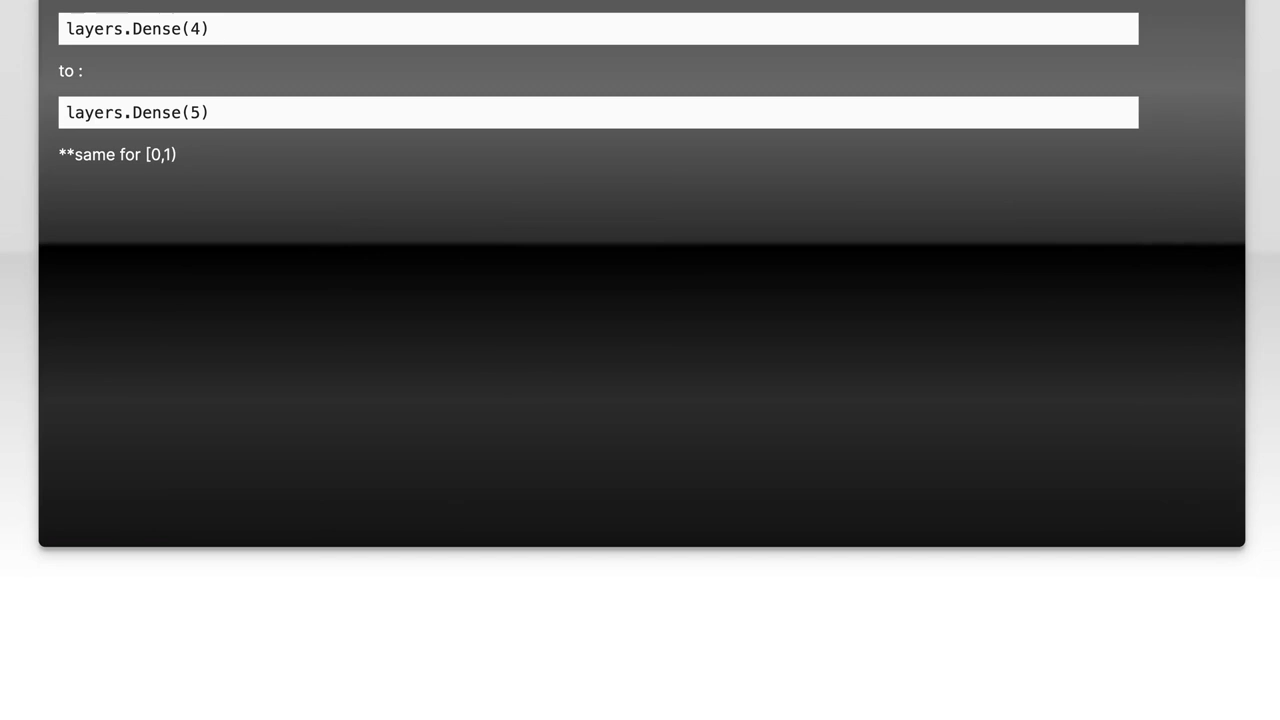 layers.Dense(4)
to :
layers.Dense(5)
**same for [0,1)